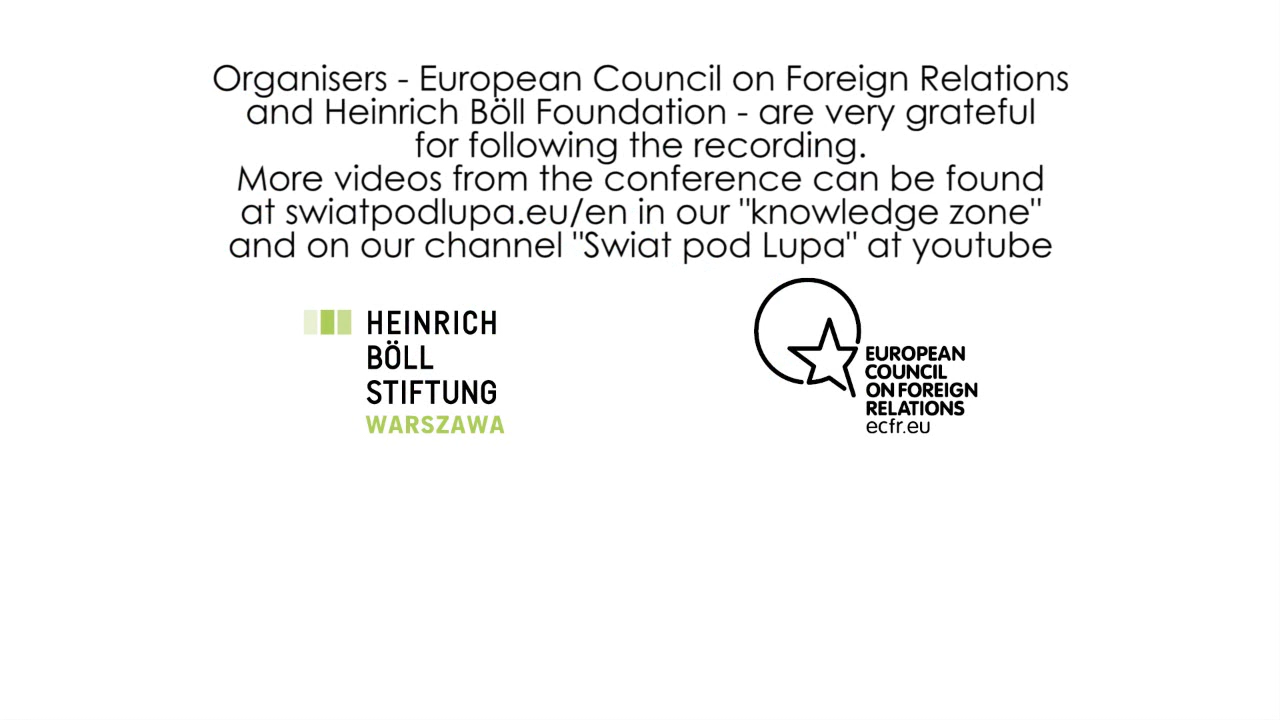 Organisers - European Council on Foreign Relations
and Heinrich Böll Foundation - are very grateful
for following the recording.
More videos from the conference can be found
at swiatpodlupa.eu/en in our "knowledge zone"
and on our channel "Swiat pod Lupa" at youtube
HEINRICH
BÖLL
STIFTUNG
WARSZAWA
EUROPEAN
COUNCIL
ON FOREIGN
RELATIONS
ecfr.eu